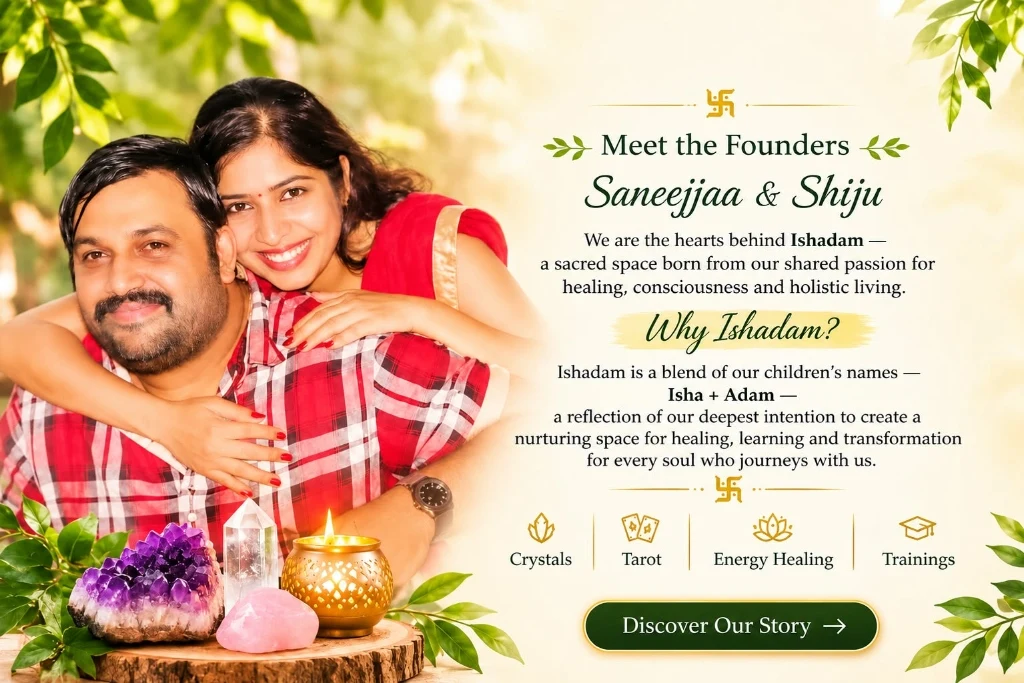 Meet the Founders
Saneejjaa & Shiju
We are the hearts behind Ishadam —
a sacred space born from our shared passion for
healing, consciousness and holistic living.
Why Ishadam?
Ishadam is a blend of our children’s names —
Isha + Adam —
a reflection of our deepest intention to create a
nurturing space for healing, learning and transformation
for every soul who journeys with us.
Crystals
Tarot
Energy Healing
Trainings
Discover Our Story →